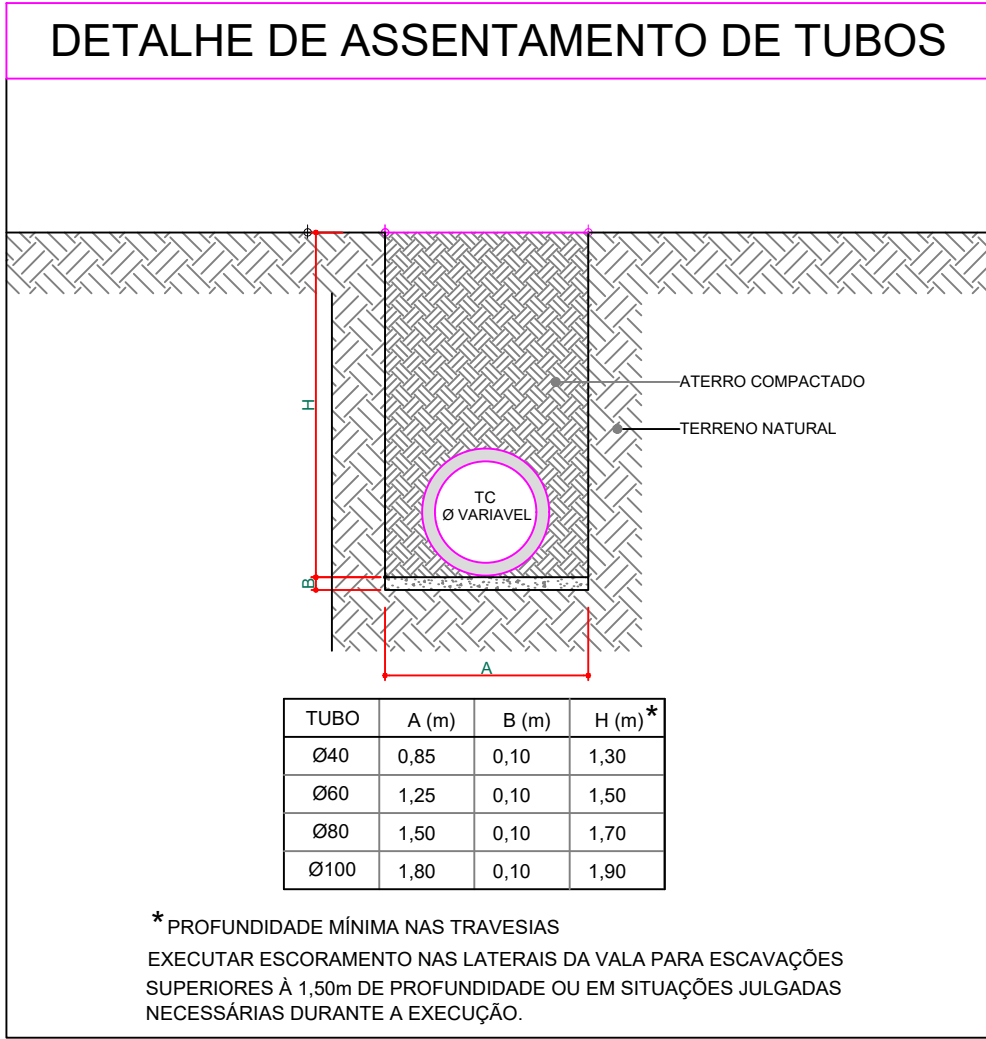 DETALHE DE ASSENTAMENTO DE TUBOS
H
ATERRO COMPACTADO
TERRENO NATURAL
TC
Ø VARIAVEL
B
A
TUBO A (m) B (m) H (m)*
Ø40 0,85 0,10 1,30
Ø60 1,25 0,10 1,50
Ø80 1,50 0,10 1,70
Ø100 1,80 0,10 1,90
* PROFUNDIDADE MÍNIMA NAS TRAVESIAS
EXECUTAR ESCORAMENTO NAS LATERAIS DA VALA PARA ESCAVAÇÕES
SUPERIORES À 1,50m DE PROFUNDIDADE OU EM SITUAÇÕES JULGADAS
NECESSÁRIAS DURANTE A EXECUÇÃO.